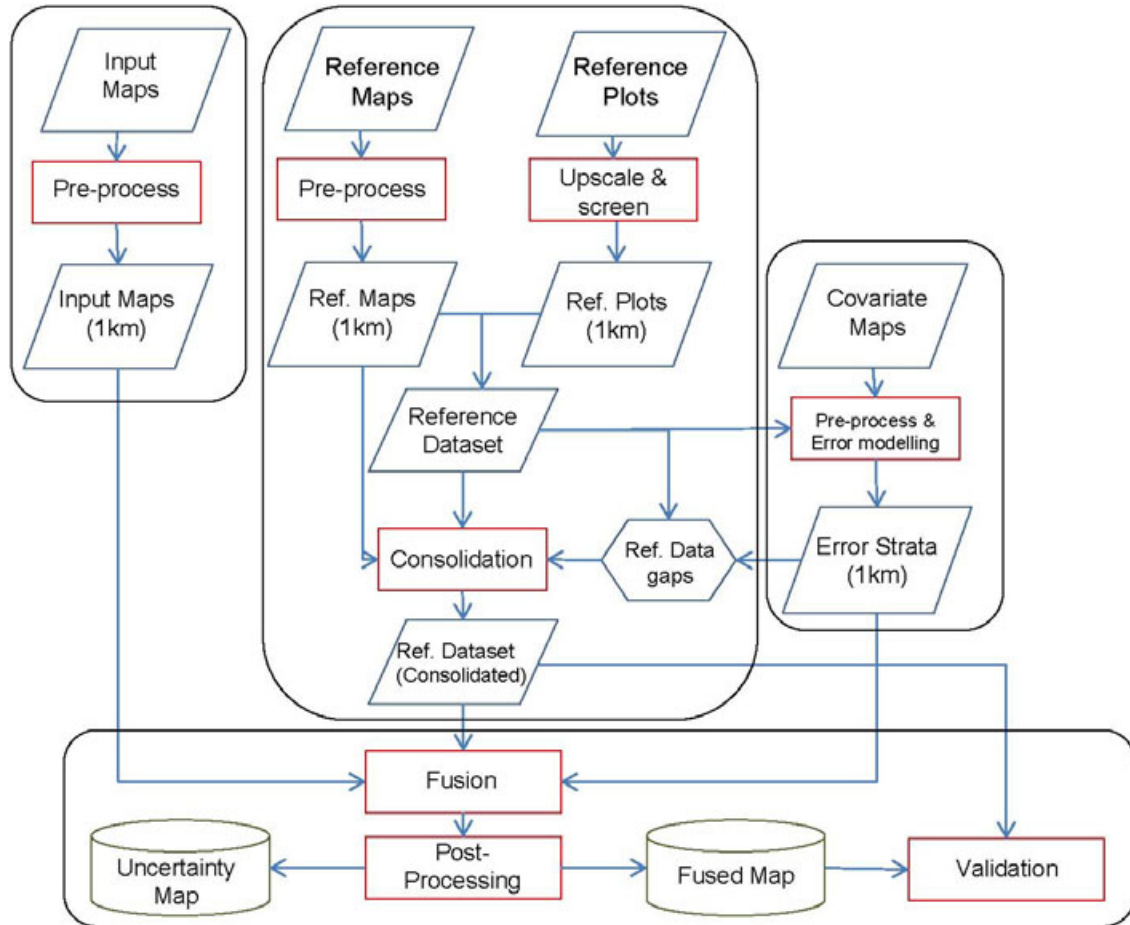 Input
Maps
Pre-process
Input Maps
(1km)
Reference
Maps
Pre-process
Ref. Maps
(1km)
Reference
Plots
Upscale &
screen
Ref. Plots
(1km)
Reference
Dataset
Consolidation
Ref. Data
gaps
Ref. Dataset
(Consolidated)
Covariate
Maps
Pre-process &
Error modelling
Error Strata
(1km)
Fusion
Post-
Processing
Uncertainty
Map
Fused Map
Validation